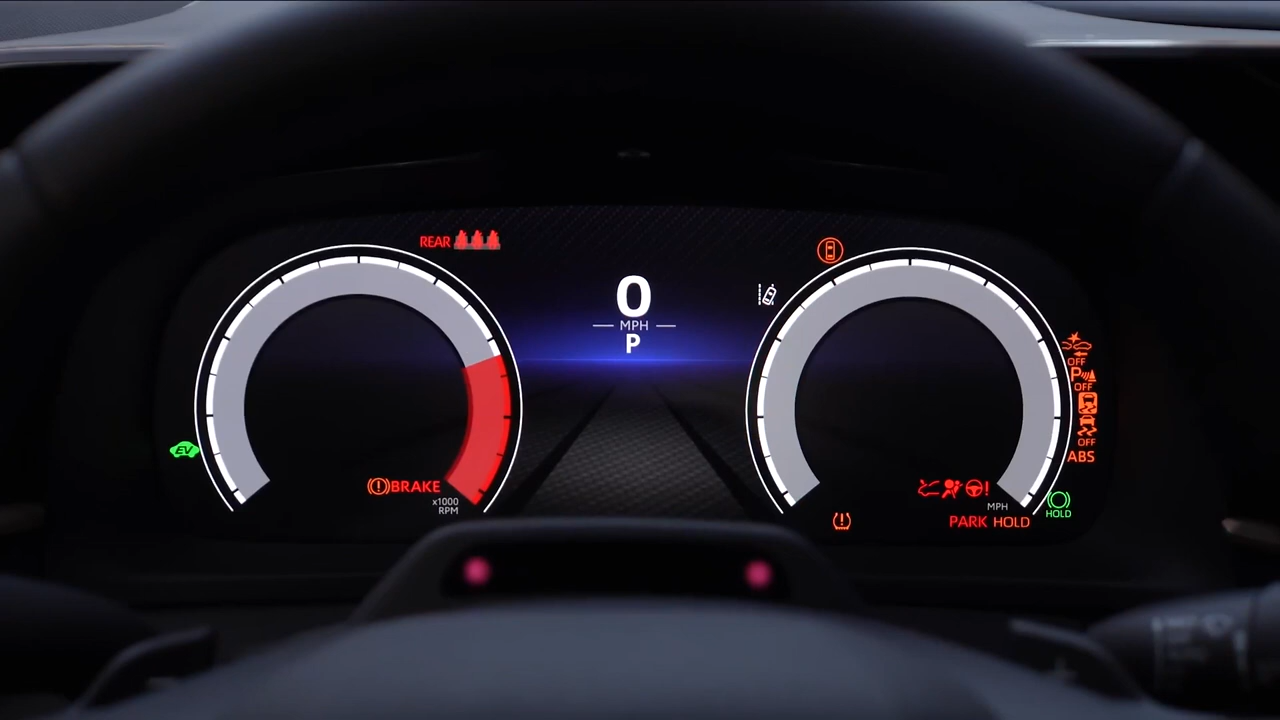 REAR
0
MPH
P
OFF
P
OFF
OFF
ABS
EV
BRAKE
x1000
RPM
MPH
PARK HOLD
HOLD